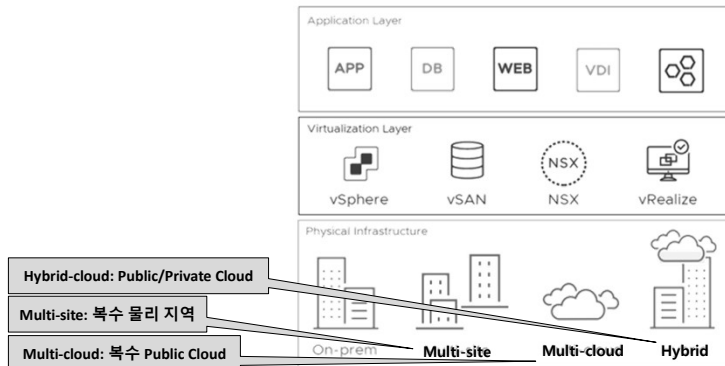 Application Layer
APP DB WEB VDI
Virtualization Layer
NSX
vSphere vSAN NSX vRealize
Physical Infrastructure
Hybrid-cloud: Public/Private Cloud
Multi-site: 복수 물리 지역
Multi-cloud: 복수 Public Cloud
On-prem Multi-site Multi-cloud Hybrid